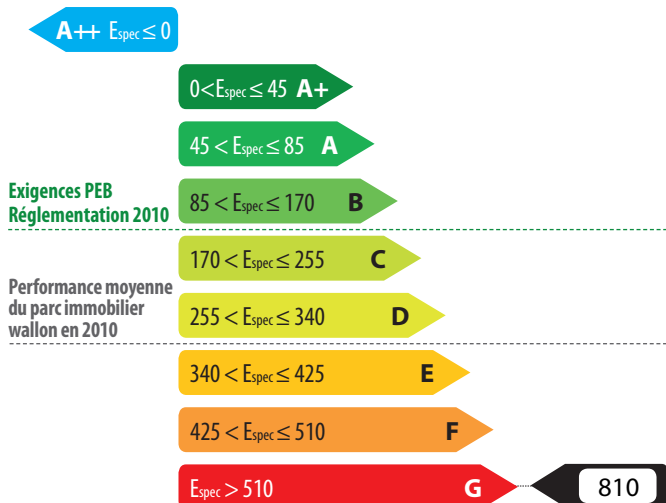 A++ Espec ≤ 0
0 < Espec ≤ 45 A+
45 < Espec ≤ 85 A
Exigences PEB
Réglementation 2010
85 < Espec ≤ 170 B
170 < Espec ≤ 255 C
Performance moyenne
du parc immobilier
wallon en 2010
255 < Espec ≤ 340 D
340 < Espec ≤ 425 E
425 < Espec ≤ 510 F
Espec > 510 G
810